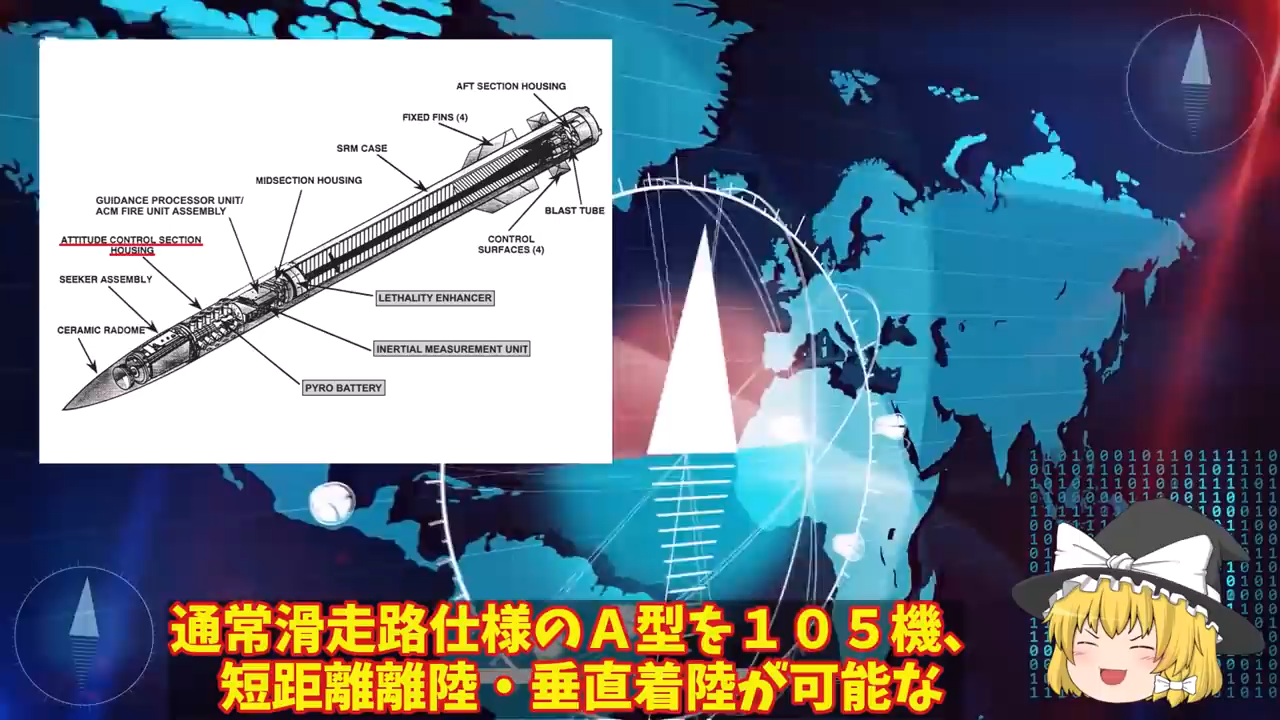 AFT SECTION HOUSING
FIXED FINS (4)
SRM CASE
MIDSECTION HOUSING
GUIDANCE PROCESSOR UNIT/
ACM FIRE UNIT ASSEMBLY
BLAST TUBE
ATTITUDE CONTROL SECTION
HOUSING
CONTROL
SURFACES (4)
SEEKER ASSEMBLY
LETHALITY ENHANCER
CERAMIC RADOME
INERTIAL MEASUREMENT UNIT
PYRO BATTERY
通常滑走路仕様のA型を105機、
短距離離陸・垂直着陸が可能な